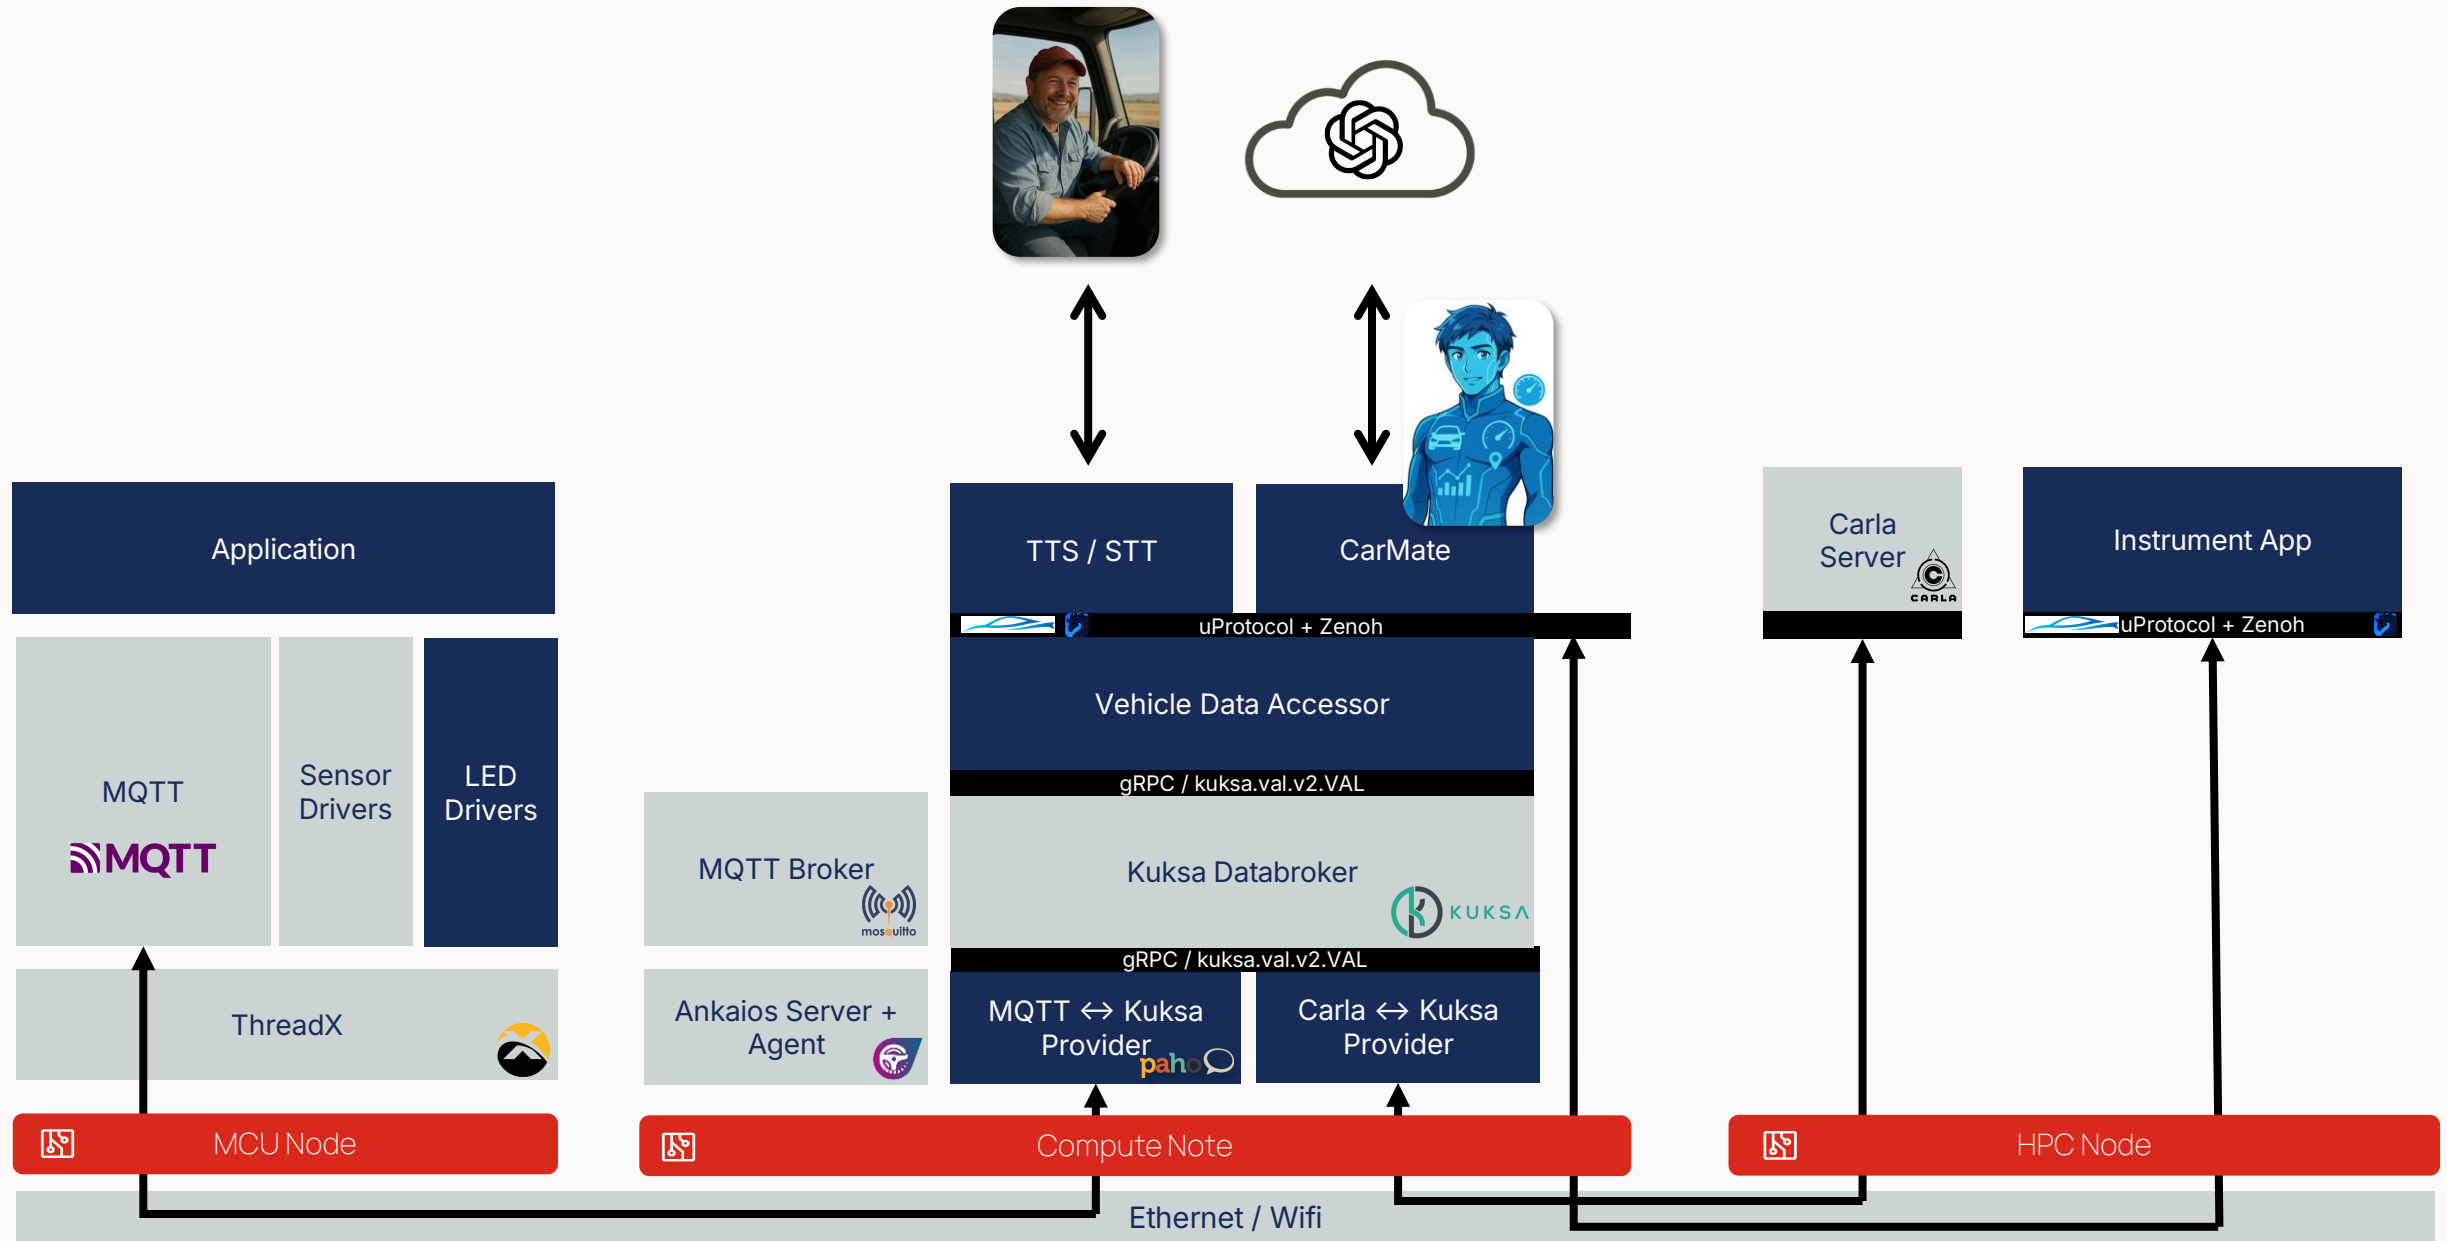 Application
TTS / STT
CarMate
Carla
Server
CARLA
Instrument App
uProtocol + Zenoh
uProtocol + Zenoh
Vehicle Data Accessor
gRPC / kuksa.val.v2.VAL
MQTT
MQTT
Sensor
Drivers
LED
Drivers
MQTT Broker
mosquitto
Kuksa Databroker
KUKSA
gRPC / kuksa.val.v2.VAL
ThreadX
Ankaios Server +
Agent
MQTT ↔ Kuksa
Provider
paho
Carla ↔ Kuksa
Provider
MCU Node
Compute Note
HPC Node
Ethernet / Wifi